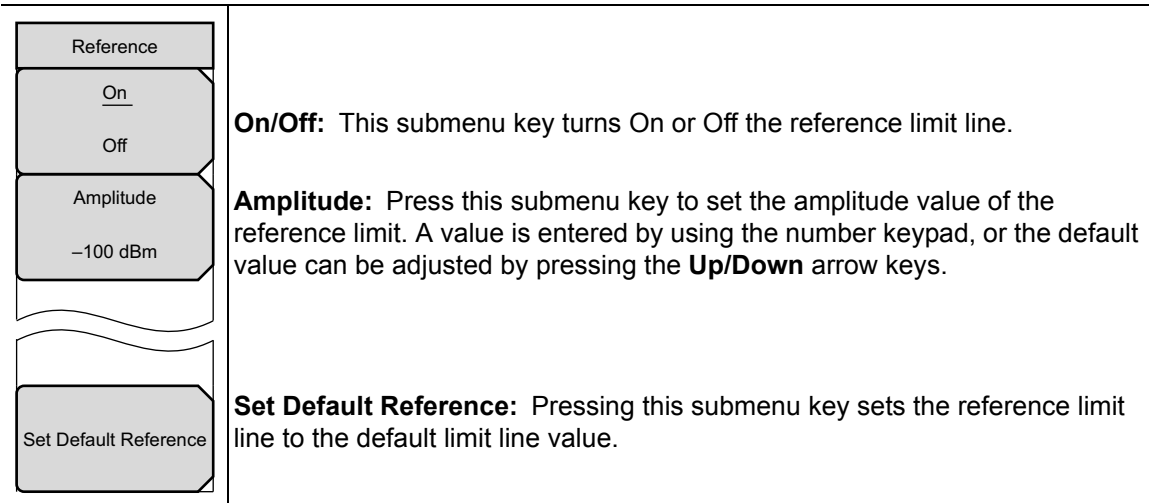 Reference
On
Off
Amplitude
–100 dBm
Set Default Reference
On/Off: This submenu key turns On or Off the reference limit line.
Amplitude: Press this submenu key to set the amplitude value of the
reference limit. A value is entered by using the number keypad, or the default
value can be adjusted by pressing the Up/Down arrow keys.
Set Default Reference: Pressing this submenu key sets the reference limit
line to the default limit line value.